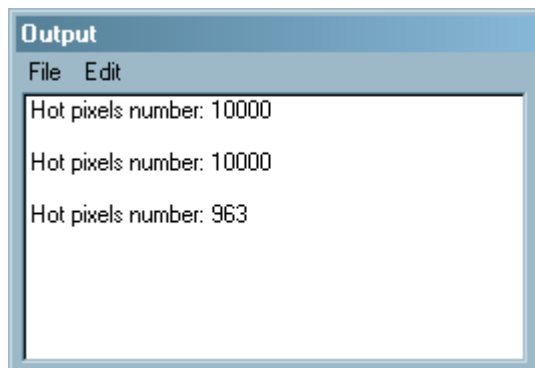 Output
File Edit
Hot pixels number: 10000
Hot pixels number: 10000
Hot pixels number: 963